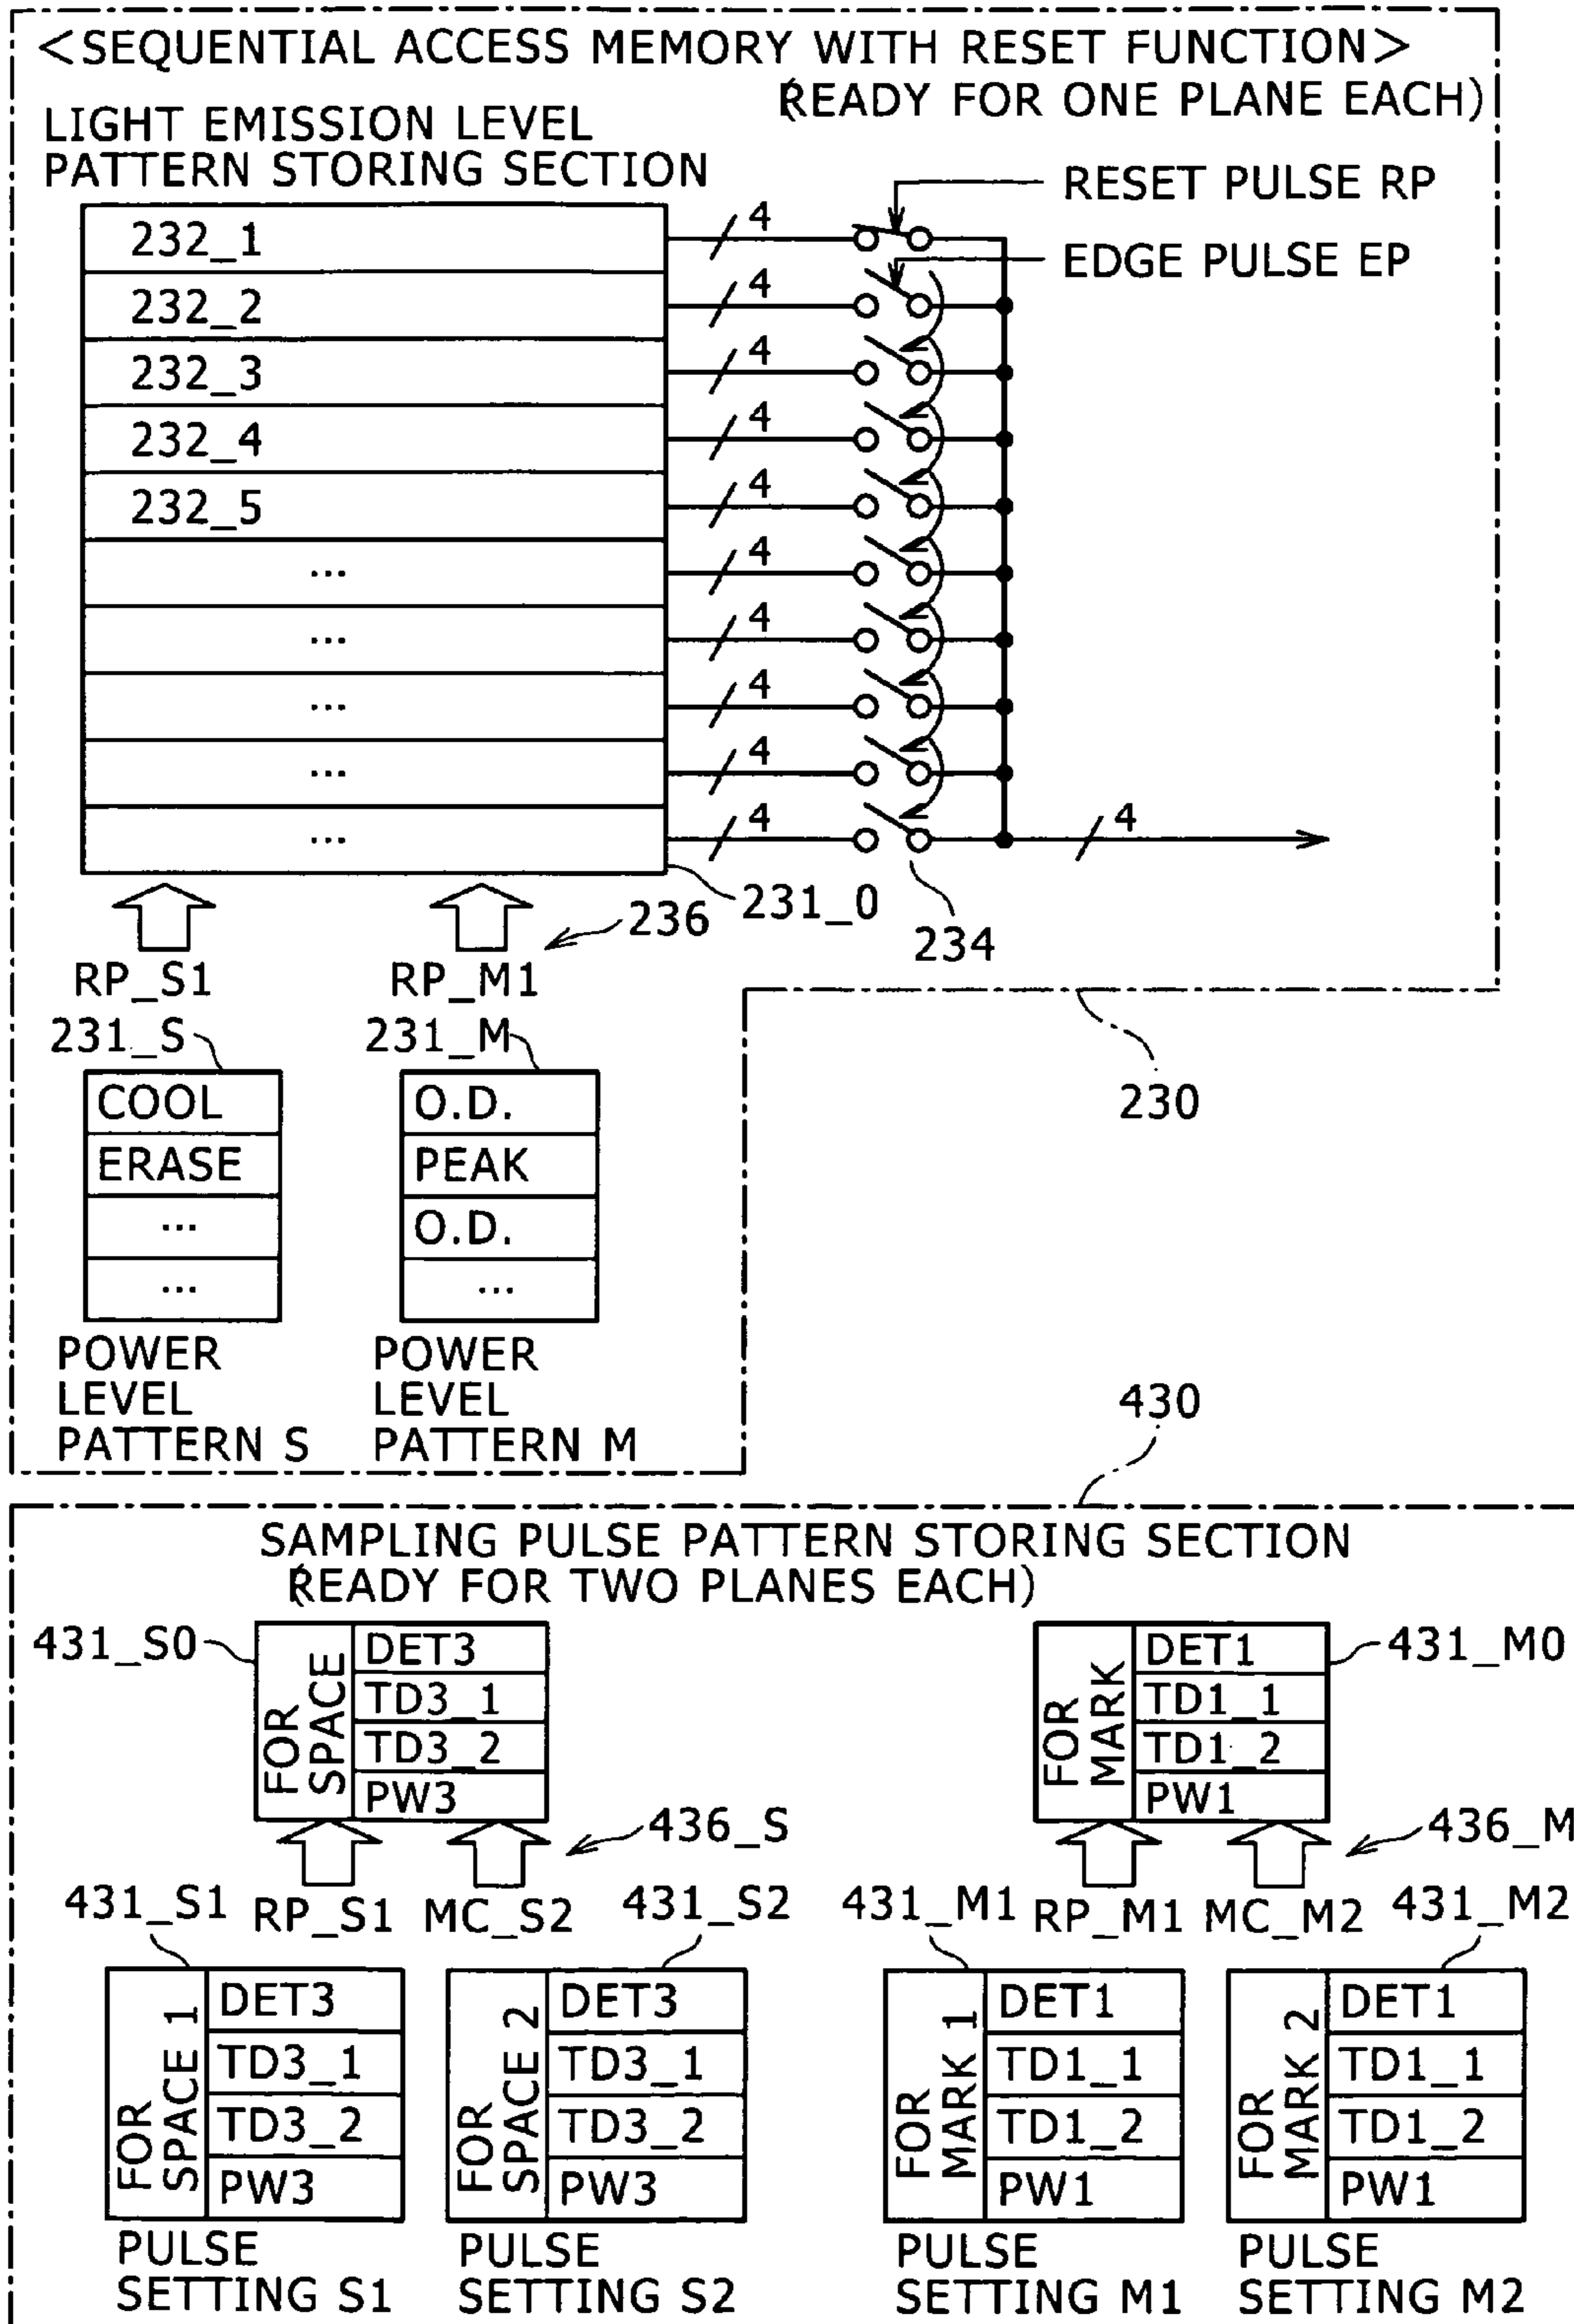 <SEQUENTIAL ACCESS MEMORY WITH RESET FUNCTION>
(READY FOR ONE PLANE EACH)
LIGHT EMISSION LEVEL
PATTERN STORING SECTION
RESET PULSE RP
EDGE PULSE EP
232_1
4
232_2
4
232_3
4
232_4
4
232_5
4
...
4
...
4
...
4
...
4
...
4
4
231_0
236
234
RP_S1
RP_M1
231_S
231_M
230
COOL
ERASE
...
...
O.D.
PEAK
O.D.
...
POWER
LEVEL
PATTERN S
POWER
LEVEL
PATTERN M
430
SAMPLING PULSE PATTERN STORING SECTION
(READY FOR TWO PLANES EACH)
431_S0
FOR
SPACE
DET3
TD3_1
TD3_2
PW3
431_M0
FOR
MARK
DET1
TD1_1
TD1_2
PW1
436_S
436_M
431_S1
RP_S1
MC_S2
431_S2
431_M1
RP_M1
MC_M2
431_M2
FOR
SPACE 1
DET3
TD3_1
TD3_2
PW3
FOR
SPACE 2
DET3
TD3_1
TD3_2
PW3
FOR
MARK 1
DET1
TD1_1
TD1_2
PW1
FOR
MARK 2
DET1
TD1_1
TD1_2
PW1
PULSE
SETTING S1
PULSE
SETTING S2
PULSE
SETTING M1
PULSE
SETTING M2